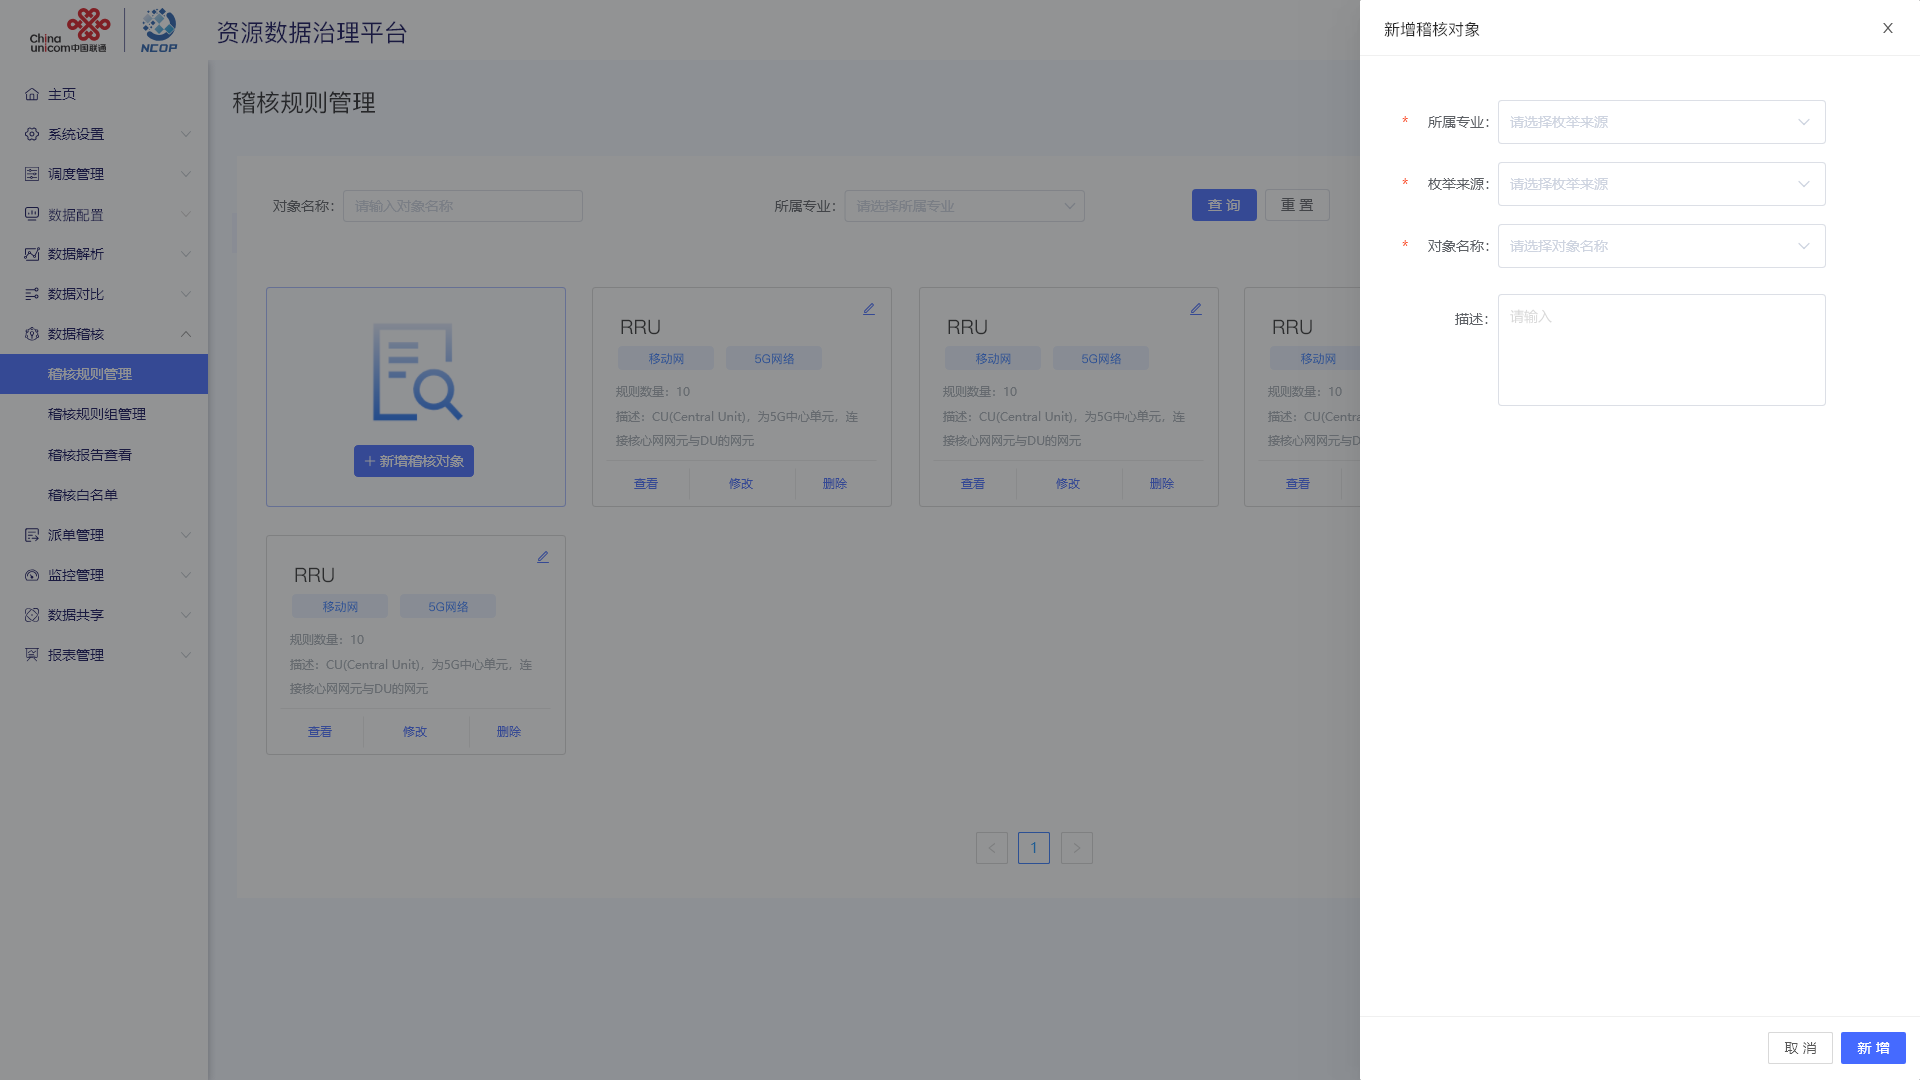 China
unicom中国联通
NCOP
资源数据治理平台
主页
系统设置
调度管理
数据配置
数据解析
数据对比
数据稽核
稽核规则管理
稽核规则组管理
稽核报告查看
稽核白名单
派单管理
监控管理
数据共享
报表管理
稽核规则管理
对象名称： 请输入对象名称 所属专业： 请选择所属专业 查 询 重 置
+ 新增稽核对象
RRU
移动网 5G网络
规则数量：10
描述：CU(Central Unit)，为5G中心单元，连
接核心网网元与DU的网元
查看 修改 删除
RRU
移动网 5G网络
规则数量：10
描述：CU(Central Unit)，为5G中心单元，连
接核心网网元与DU的网元
查看 修改 删除
RRU
移动网
规则数量：10
描述：CU(Centra
接核心网网元与D
查看
RRU
移动网 5G网络
规则数量：10
描述：CU(Central Unit)，为5G中心单元，连
接核心网网元与DU的网元
查看 修改 删除
< 1 >
新增稽核对象
* 所属专业： 请选择枚举来源
* 枚举来源： 请选择枚举来源
* 对象名称： 请选择对象名称
描述： 请输入
取 消 新 增